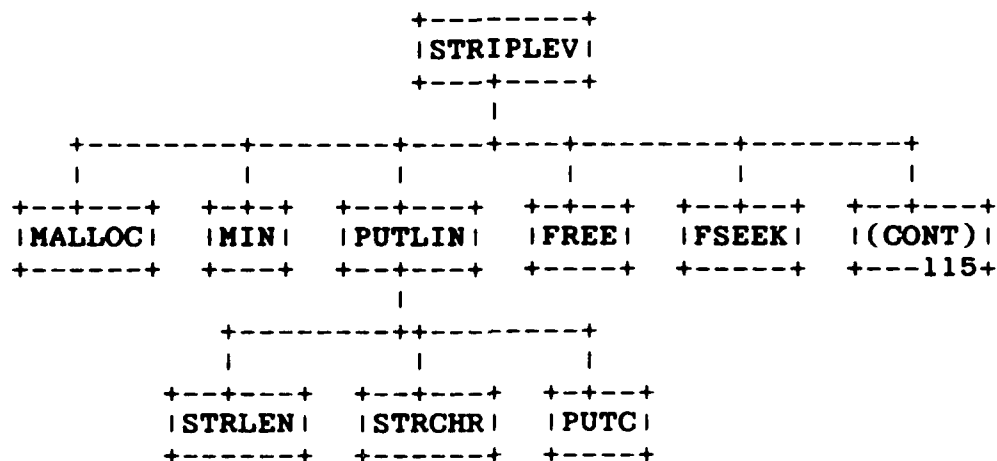 STRIPLEV
MALLOC MIN PUTLIN FREE FSEEK (CONT)
115
STRLEN STRCHR PUTC